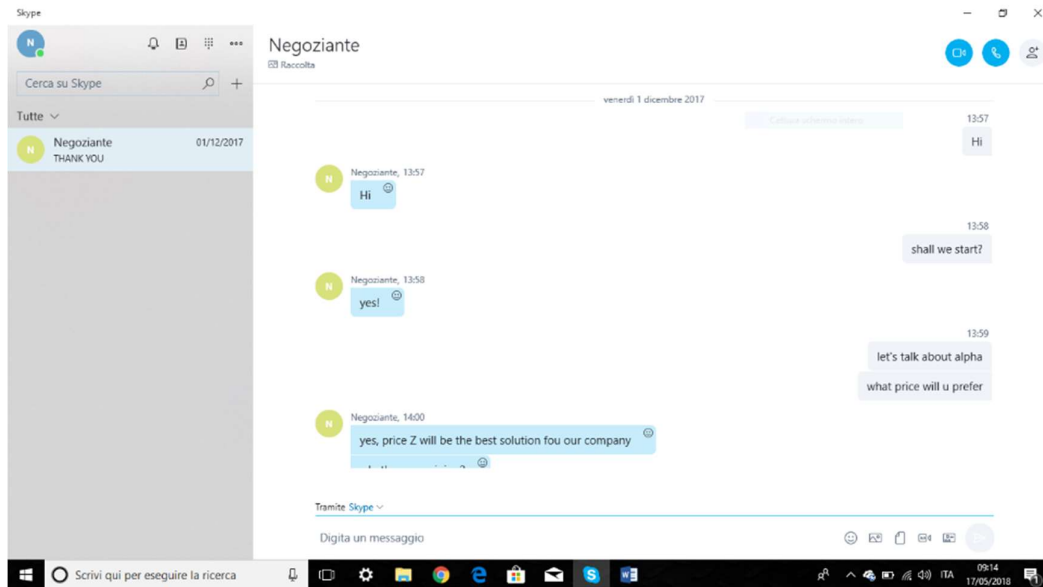 Skype
N
Cerca su Skype
Tutte
N
Negoziante
01/12/2017
THANK YOU
Negoziante
Raccolta
venerdì 1 dicembre 2017
13:57
Hi
N
Negoziante, 13:57
Hi
13:58
shall we start?
N
Negoziante, 13:58
yes!
13:59
let's talk about alpha
what price will u prefer
N
Negoziante, 14:00
yes, price Z will be the best solution fou our company
Tramite Skype
Digita un messaggio
Scrivi qui per eseguire la ricerca
ITA
09:14
17/05/2018